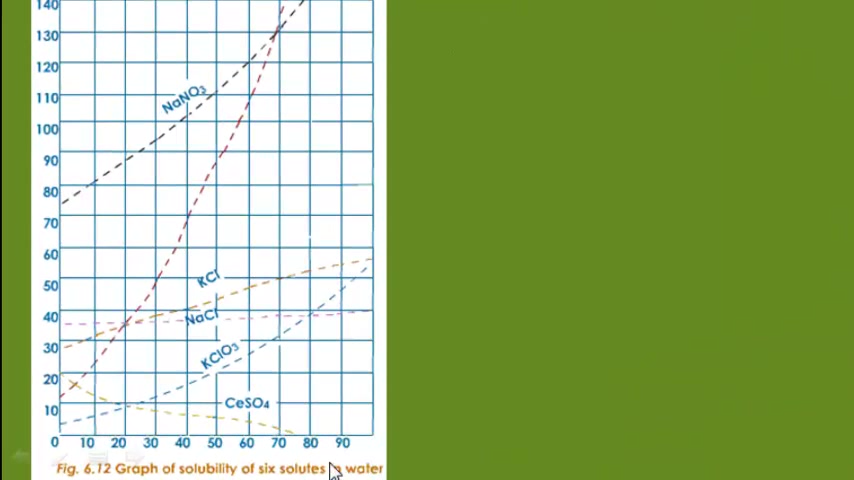 140
130
120
110
100
90
80
70
60
50
40
30
20
10
NaNO3
KCl
NaCl
KClO3
CeSO4
0 10 20 30 40 50 60 70 80 90
Fig. 6.12 Graph of solubility of six solutes in water